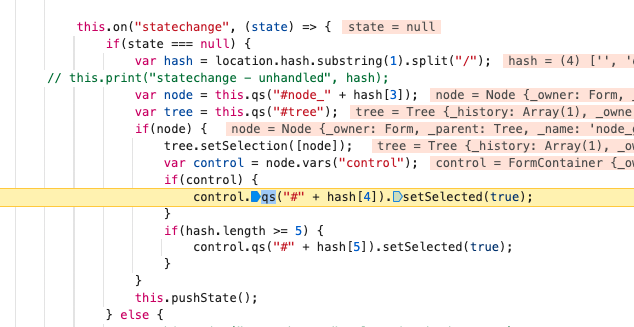 this.on("statechange", (state) => { state = null
if(state === null) {
var hash = location.hash.substring(1).split("/"); hash = (4) ['', '
// this.print("statechange - unhandled", hash);
var node = this.qs("#node_" + hash[3]); node = Node {_owner: Form, _
var tree = this.qs("#tree"); tree = Tree {_history: Array(1), _ow
if(node) { node = Node {_owner: Form, _parent: Tree, _name: 'node_
tree.setSelection([node]); tree = Tree {_history: Array(1), _
var control = node.vars("control"); control = FormContainer {_ow
if(control) {
control.qs("#" + hash[4]).setSelected(true);
}
if(hash.length >= 5) {
control.qs("#" + hash[5]).setSelected(true);
}
}
this.pushState();
} else {